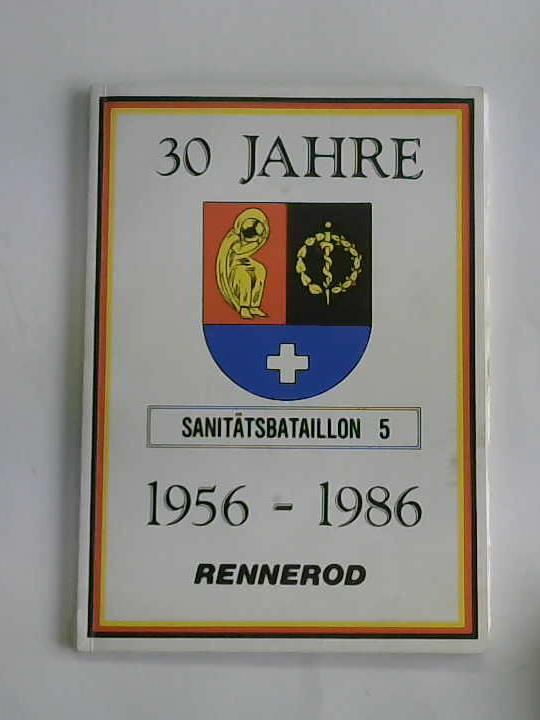 30 JAHRE
SANITÄTSBATAILLON 5
1956 - 1986
RENNEROD